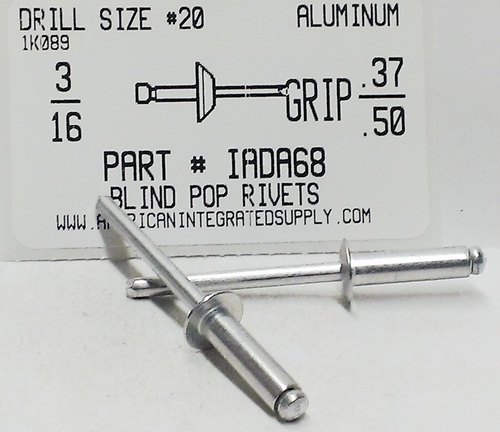 DRILL SIZE #20 ALUMINUM
1K089
3/16 GRIP .37/.50
PART # IADA68
BLIND POP RIVETS
WWW.AMERICANINTEGRATEDSUPPLY.COM